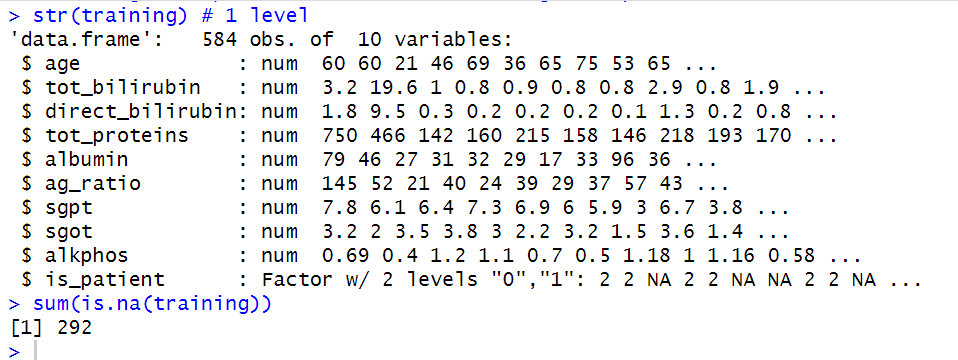 > str(training) # 1 level
'data.frame':   584 obs. of  10 variables:
 $ age             : num  60 60 21 46 69 36 65 75 53 65 ...
 $ tot_bilirubin   : num  3.2 19.6 1 0.8 0.9 0.8 0.8 2.9 0.8 1.9 ...
 $ direct_bilirubin: num  1.8 9.5 0.3 0.2 0.2 0.2 0.1 1.3 0.2 0.8 ...
 $ tot_proteins    : num  750 466 142 160 215 158 146 218 193 170 ...
 $ albumin         : num  79 46 27 31 32 29 17 33 96 36 ...
 $ ag_ratio        : num  145 52 21 40 24 39 29 37 57 43 ...
 $ sgpt            : num  7.8 6.1 6.4 7.3 6.9 6 5.9 3 6.7 3.8 ...
 $ sgot            : num  3.2 2 3.5 3.8 3 2.2 3.2 1.5 3.6 1.4 ...
 $ alkphos         : num  0.69 0.4 1.2 1.1 0.7 0.5 1.18 1 1.16 0.58 ...
 $ is_patient      : Factor w/ 2 levels "0","1": 2 2 NA 2 2 NA NA 2 2 NA ...
> sum(is.na(training))
[1] 292
>